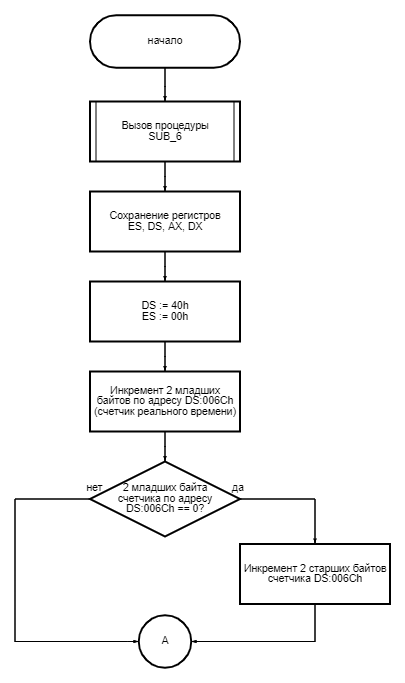 начало
Вызов процедуры
SUB_6
Сохранение регистров
ES, DS, AX, DX
DS := 40h
ES := 00h
Инкремент 2 младших
байтов по адресу DS:006Ch
(счетчик реального времени)
нет
2 младших байта
счетчика по адресу
DS:006Ch == 0?
да
Инкремент 2 старших байтов
счетчика DS:006Ch
А